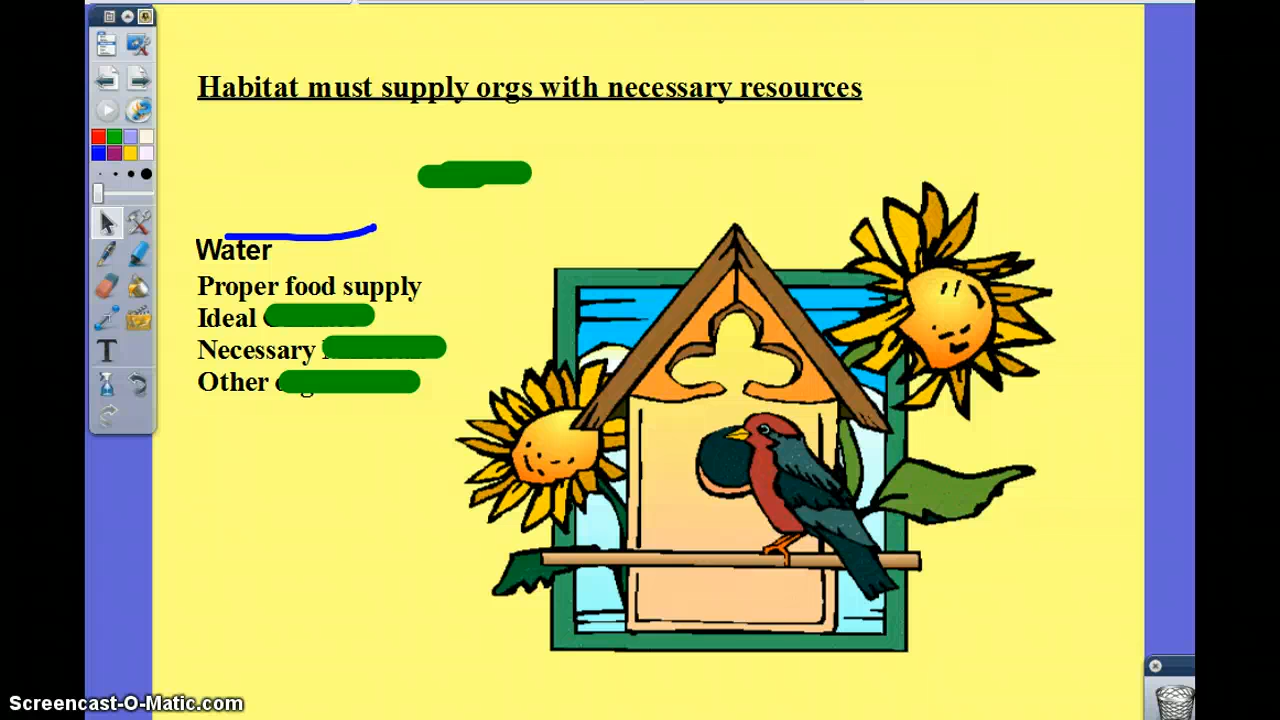 Habitat must supply orgs with necessary resources
Water
Proper food supply
Ideal
Necessary
Other
T
Screencast-O-Matic.com